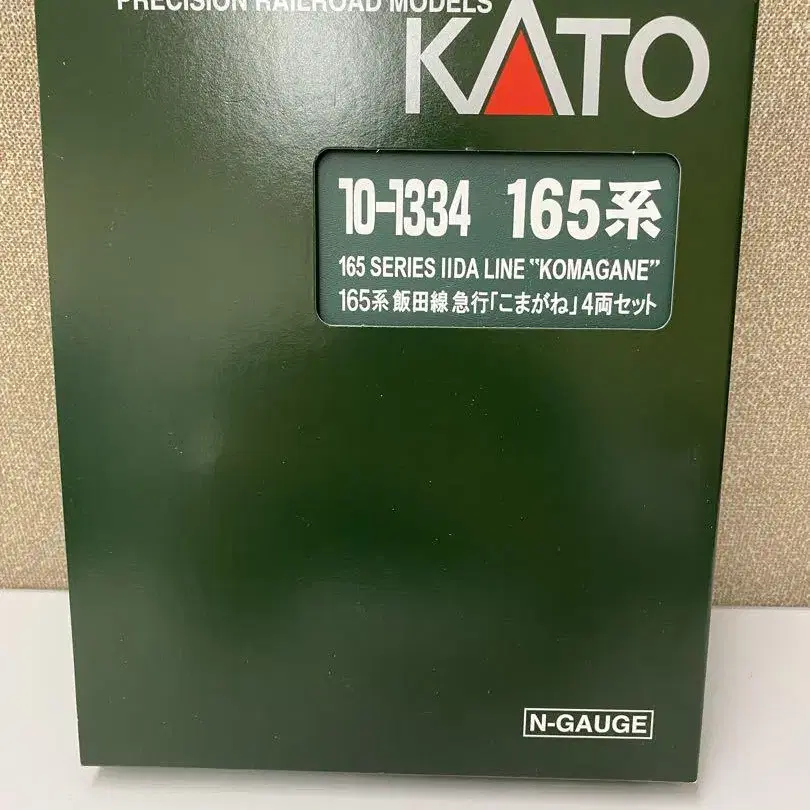 PRECISION RAILROAD MODELS
KATO
10-1334 165系
165 SERIES IIDA LINE "KOMAGANE"
165系 飯田線 急行「こまがね」4両セット
N-GAUGE